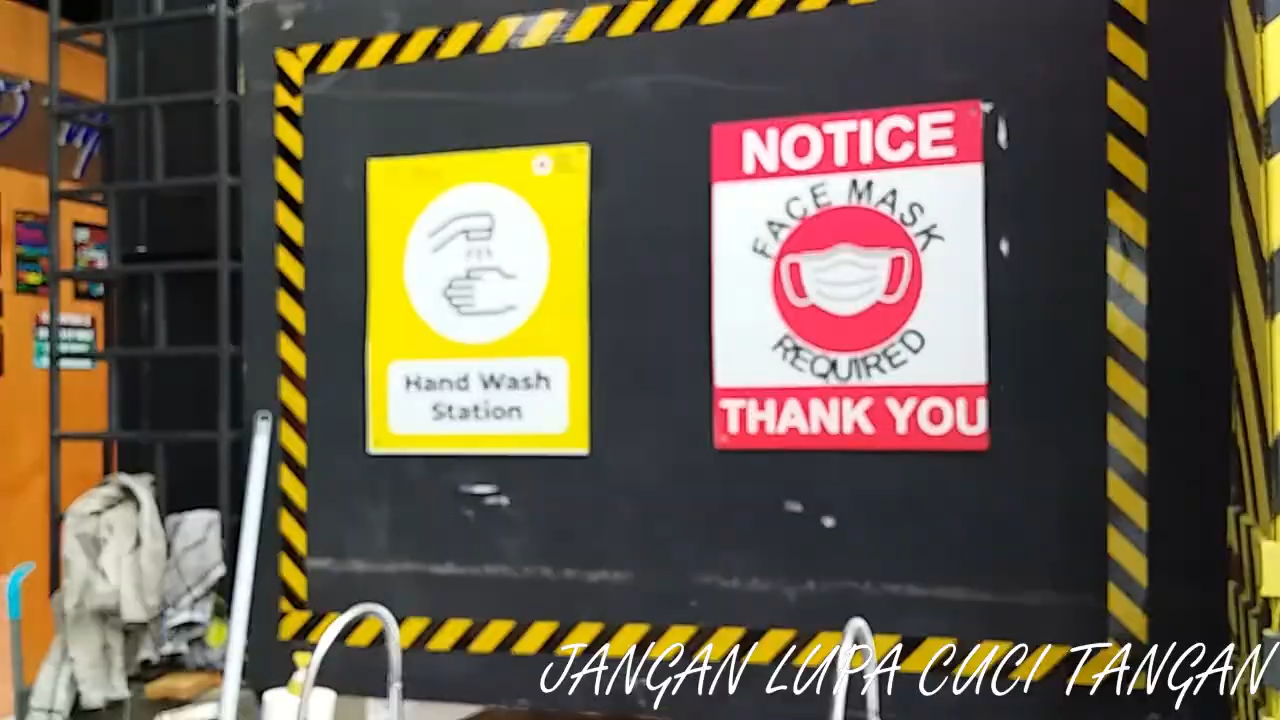 Hand Wash
Station
NOTICE
FACE MASK
REQUIRED
THANK YOU
JANGAN LUPA CUCI TANGAN